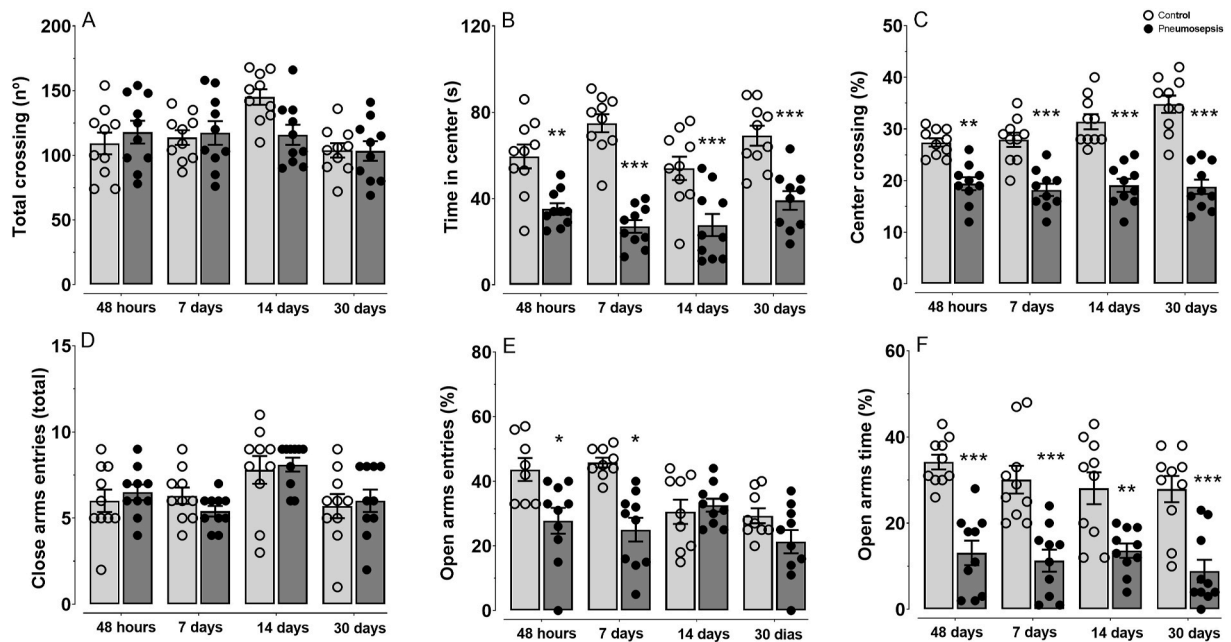 A
Total crossing (nº)
200
150
100
50
0
48 hours 7 days 14 days 30 days
B
Time in center (s)
120
80
40
0
** *** *** ***
48 hours 7 days 14 days 30 days
C
Control
Pneumosepsis
Center crossing (%)
50
40
30
20
10
0
** *** *** ***
48 hours 7 days 14 days 30 days
D
Close arms entries (total)
15
10
5
0
48 hours 7 days 14 days 30 days
E
Open arms entries (%)
80
60
40
20
0
* *
48 hours 7 days 14 days 30 dias
F
Open arms time (%)
60
40
20
0
*** *** ** ***
48 days 7 days 14 days 30 days